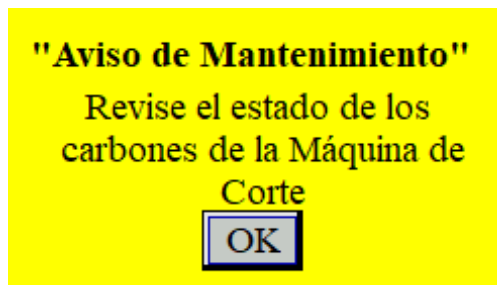 "Aviso de Mantenimiento"
Revise el estado de los
carbones de la Máquina de
Corte
OK